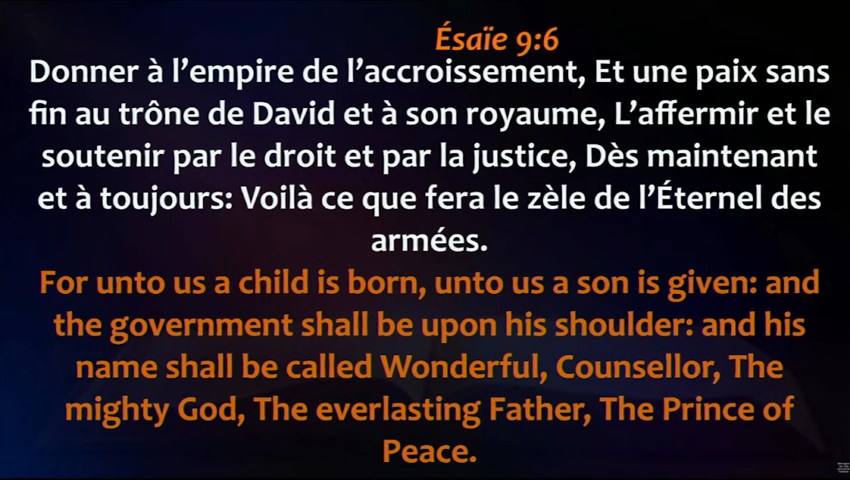 Ésaïe 9:6
Donner à l’empire de l’accroissement, Et une paix sans
fin au trône de David et à son royaume, L’affermir et le
soutenir par le droit et par la justice, Dès maintenant
et à toujours: Voilà ce que fera le zèle de l’Éternel des
armées.
For unto us a child is born, unto us a son is given: and
the government shall be upon his shoulder: and his
name shall be called Wonderful, Counsellor, The
mighty God, The everlasting Father, The Prince of
Peace.